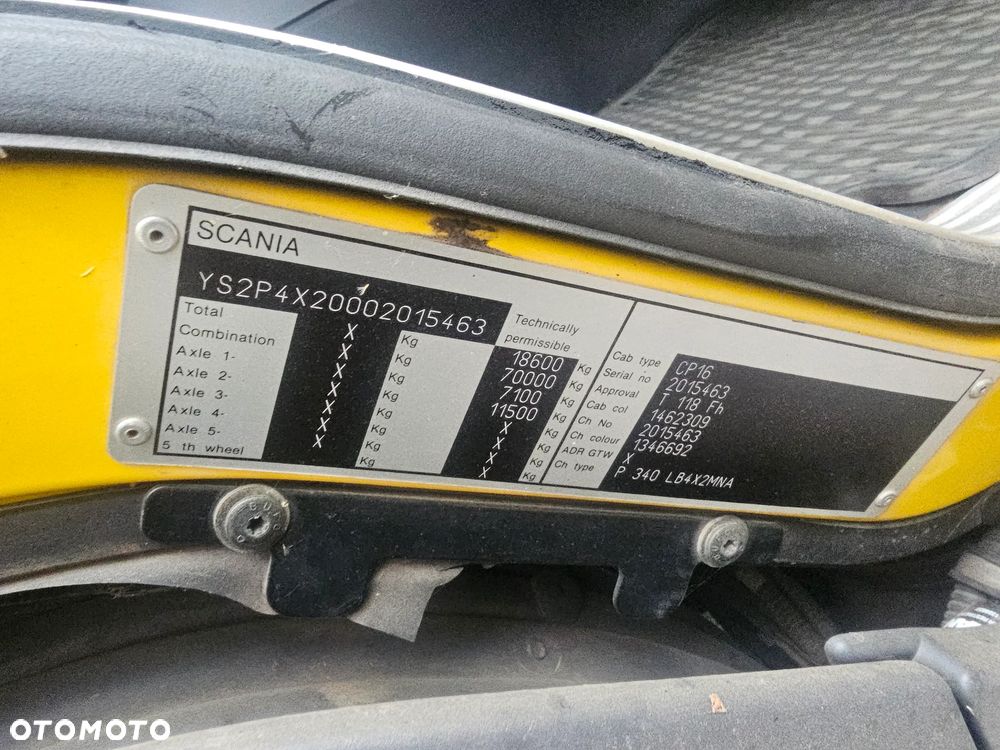 SCANIA
YS2P4X20002015463
Technically
permissible
Total X Kg 18600 Kg
Combination X Kg 70000 Kg
Axle 1- X Kg 7100 Kg
Axle 2- X Kg 11500 Kg
Axle 3- X Kg X Kg
Axle 4- X Kg X Kg
Axle 5- X Kg X Kg
5 th wheel X Kg X Kg
Cab type CP16
Serial no 2015463
Approval T 118 Fh
Cab col 1462309
Ch No 2015463
Ch colour 1346692
ADR GTW X
Ch type P 340 LB4X2MNA
OTOMOTO